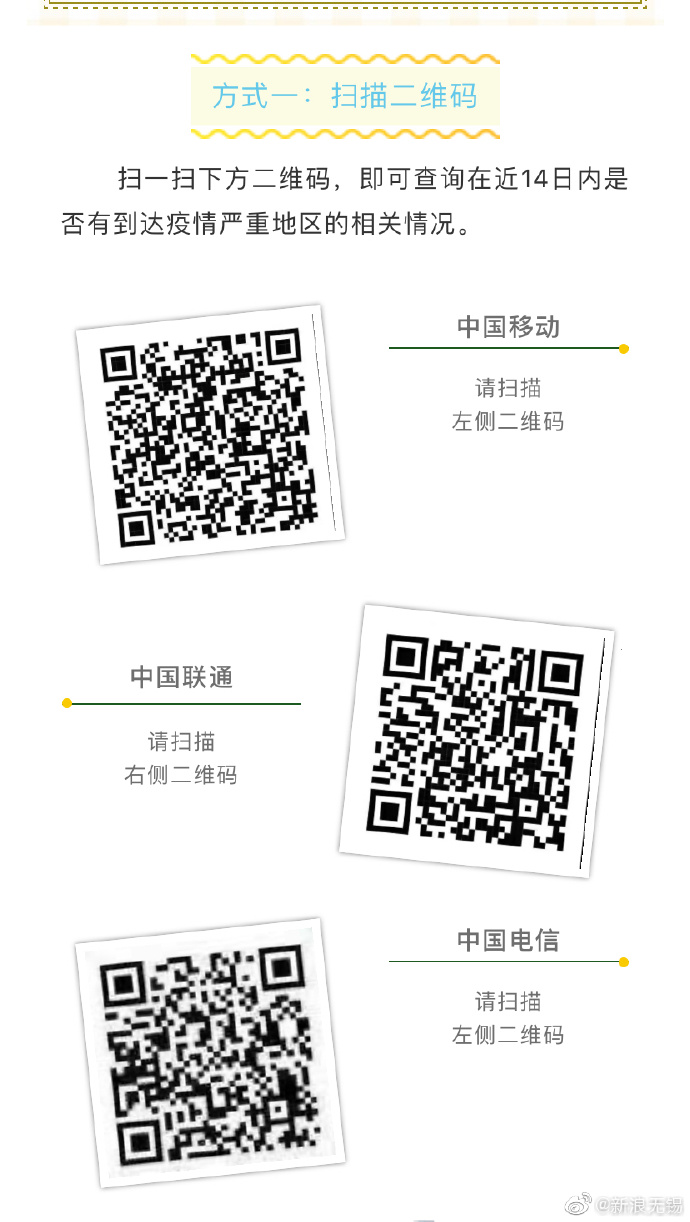 方式一：扫描二维码
扫一扫下方二维码，即可查询在近14日内是
否有到达疫情严重地区的相关情况。
中国移动
请扫描
左侧二维码
中国联通
请扫描
右侧二维码
中国电信
请扫描
左侧二维码
@新浪无锡